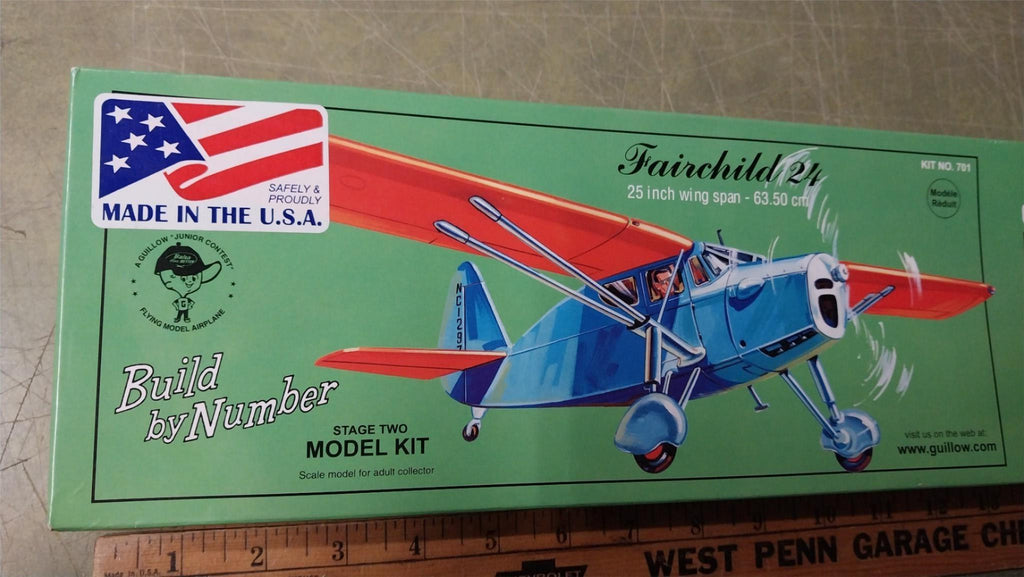 SAFELY &
PROUDLY
MADE IN THE U.S.A.
A GUILLOW "JUNIOR CONTEST"
G
FLYING MODEL AIRPLANE
Build
by Number
STAGE TWO
MODEL KIT
Scale model for adult collector
Fairchild 24
25 inch wing span - 63.50 cm
KIT NO. 701
Modèle
Réduit
NC1297
visit us on the web at:
www.guillow.com
1 2 3 4 5 6 7 8 9 10 11 12
Made in U.S.A.
CHEVROLET
WEST PENN GARAGE CHE